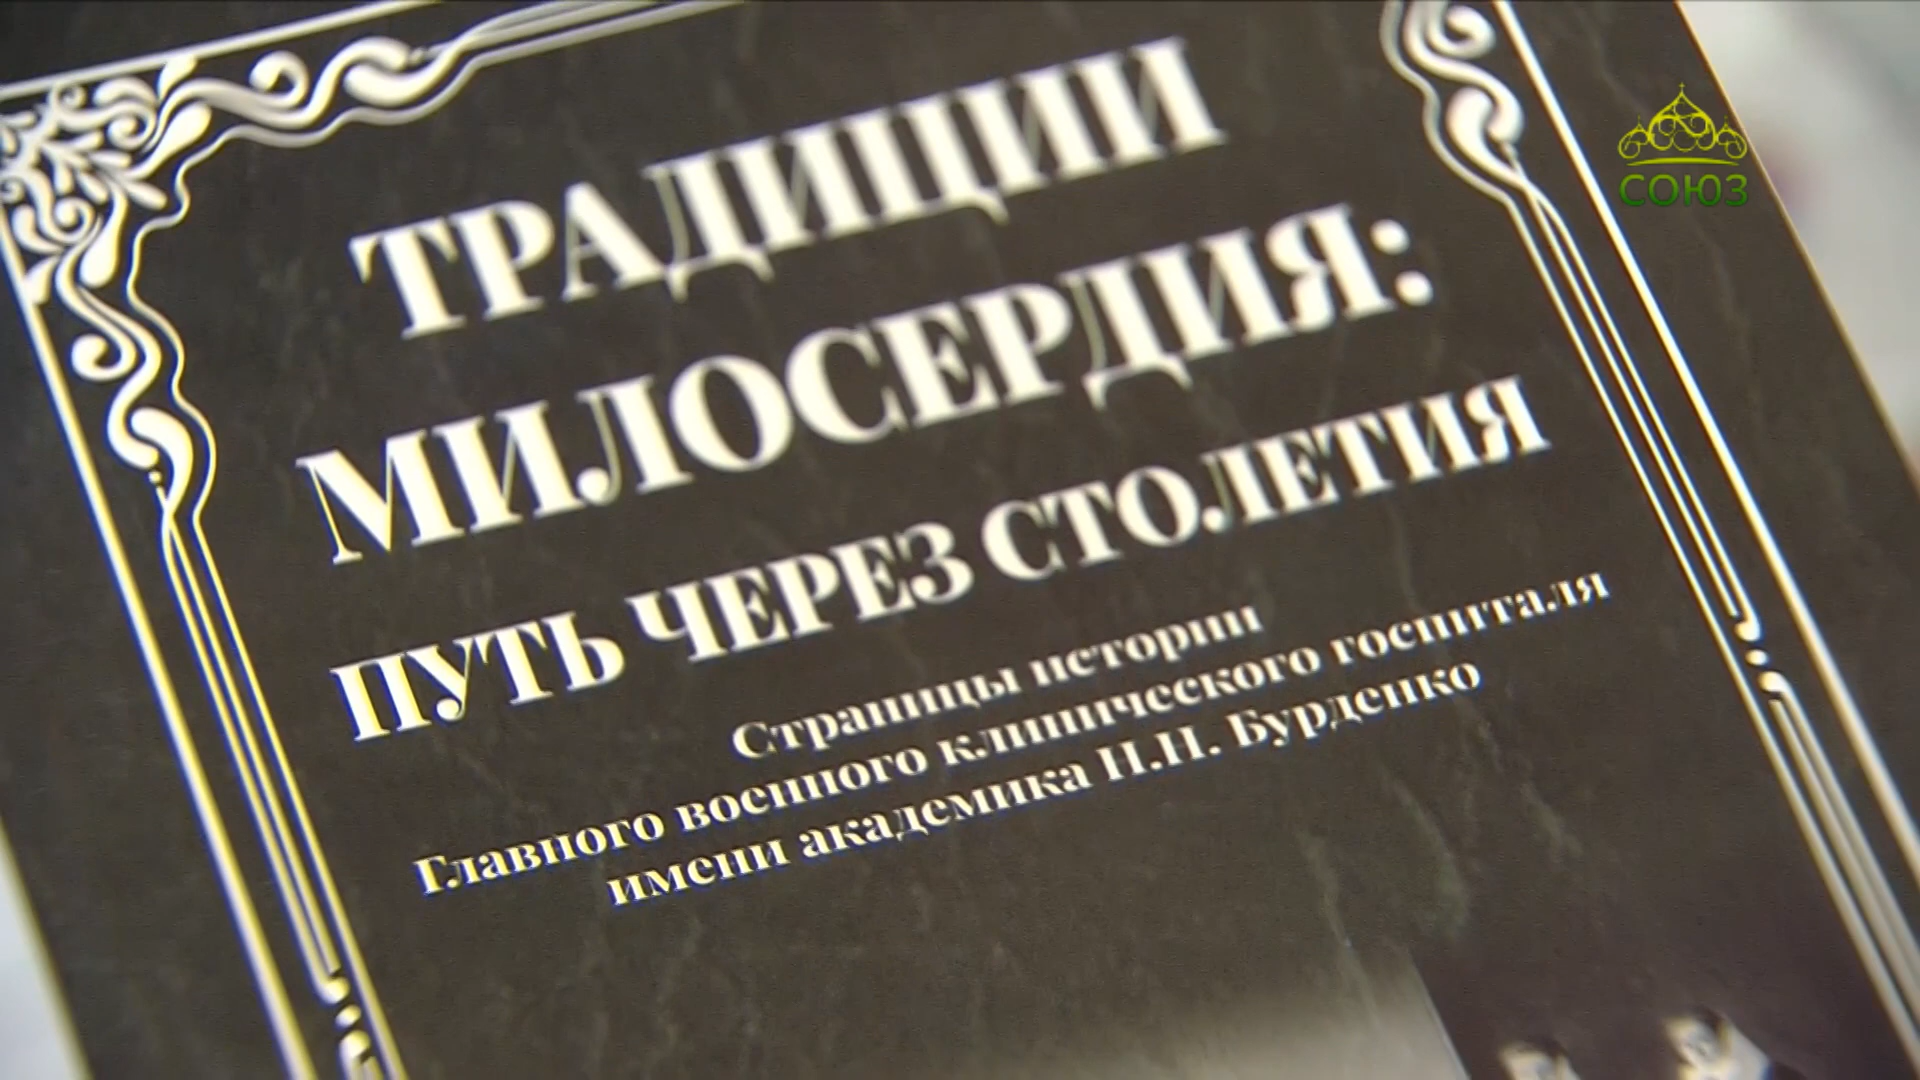 ТРАДИЦИИ
МИЛОСЕРДИЯ:
ПУТЬ ЧЕРЕЗ СТОЛЕТИЯ
Страницы истории
Главного военного клинического госпиталя
имени академика Н.Н. Бурденко
СОЮЗ